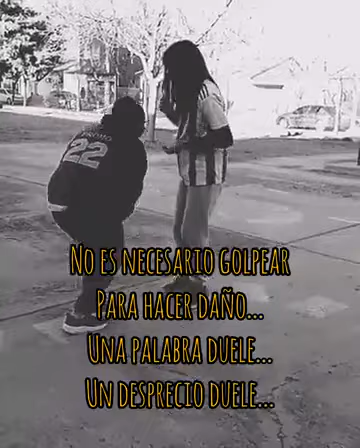 22
No es necesario golpear
Para hacer daño...
Una palabra duele...
Un desprecio duele...